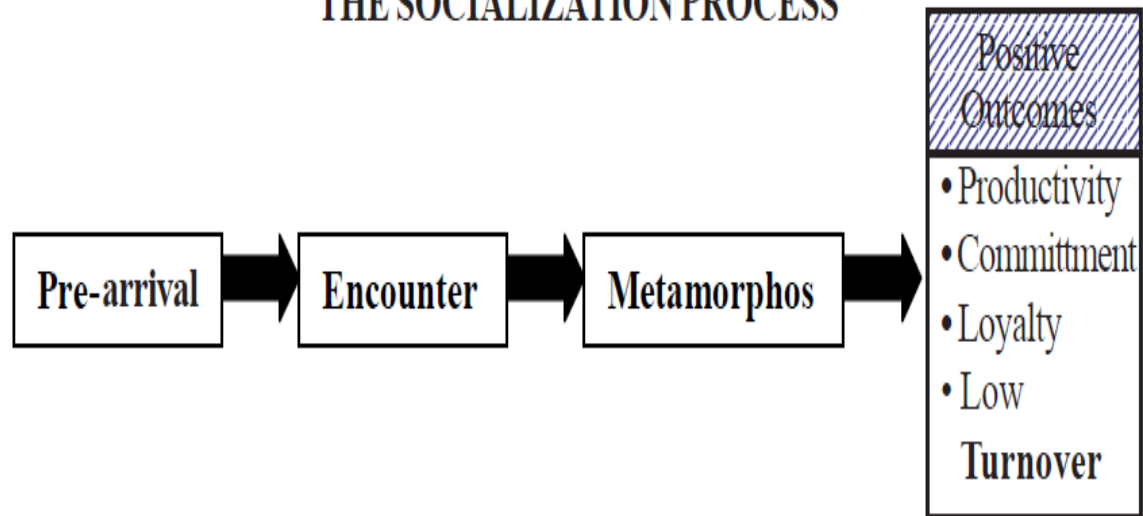 THE SOCIALIZATION PROCESS
Positive
Outcomes
Pre-arrival
Encounter
Metamorphos
• Productivity
• Committment
• Loyalty
• Low
Turnover